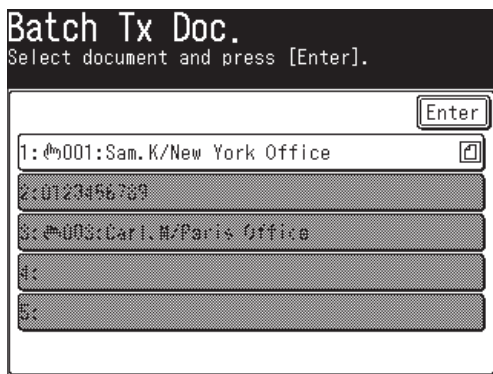 Batch Tx Doc.
Select document and press [Enter].
Enter
1:001:Sam.K/New York Office
2:0123456789
3:003:Carl.M/Paris Office
4:
5: